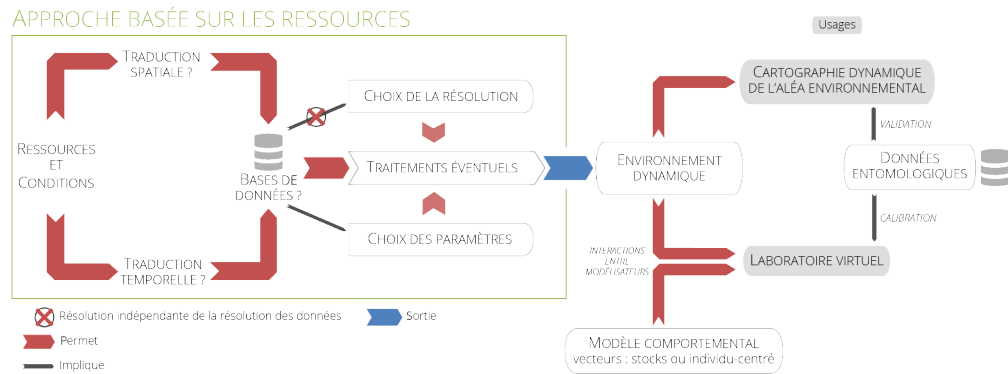 APPROCHE BASÉE SUR LES RESSOURCES
Usages
TRADUCTION
SPATIALE ?
CHOIX DE LA RÉSOLUTION
RESSOURCES
ET
CONDITIONS
BASES DE
DONNÉES ?
TRAITEMENTS ÉVENTUELS
CHOIX DES PARAMÈTRES
TRADUCTION
TEMPORELLE ?
ENVIRONNEMENT
DYNAMIQUE
CARTOGRAPHIE DYNAMIQUE
DE L'ALÉA ENVIRONNEMENTAL
VALIDATION
DONNÉES
ENTOMOLOGIQUES
CALIBRATION
INTERACTIONS
ENTRE
MODÉLISATEURS
LABORATOIRE VIRTUEL
MODÈLE COMPORTEMENTAL
vecteurs : stocks ou individu-centré
Résolution indépendante de la résolution des données
Sortie
Permet
Implique